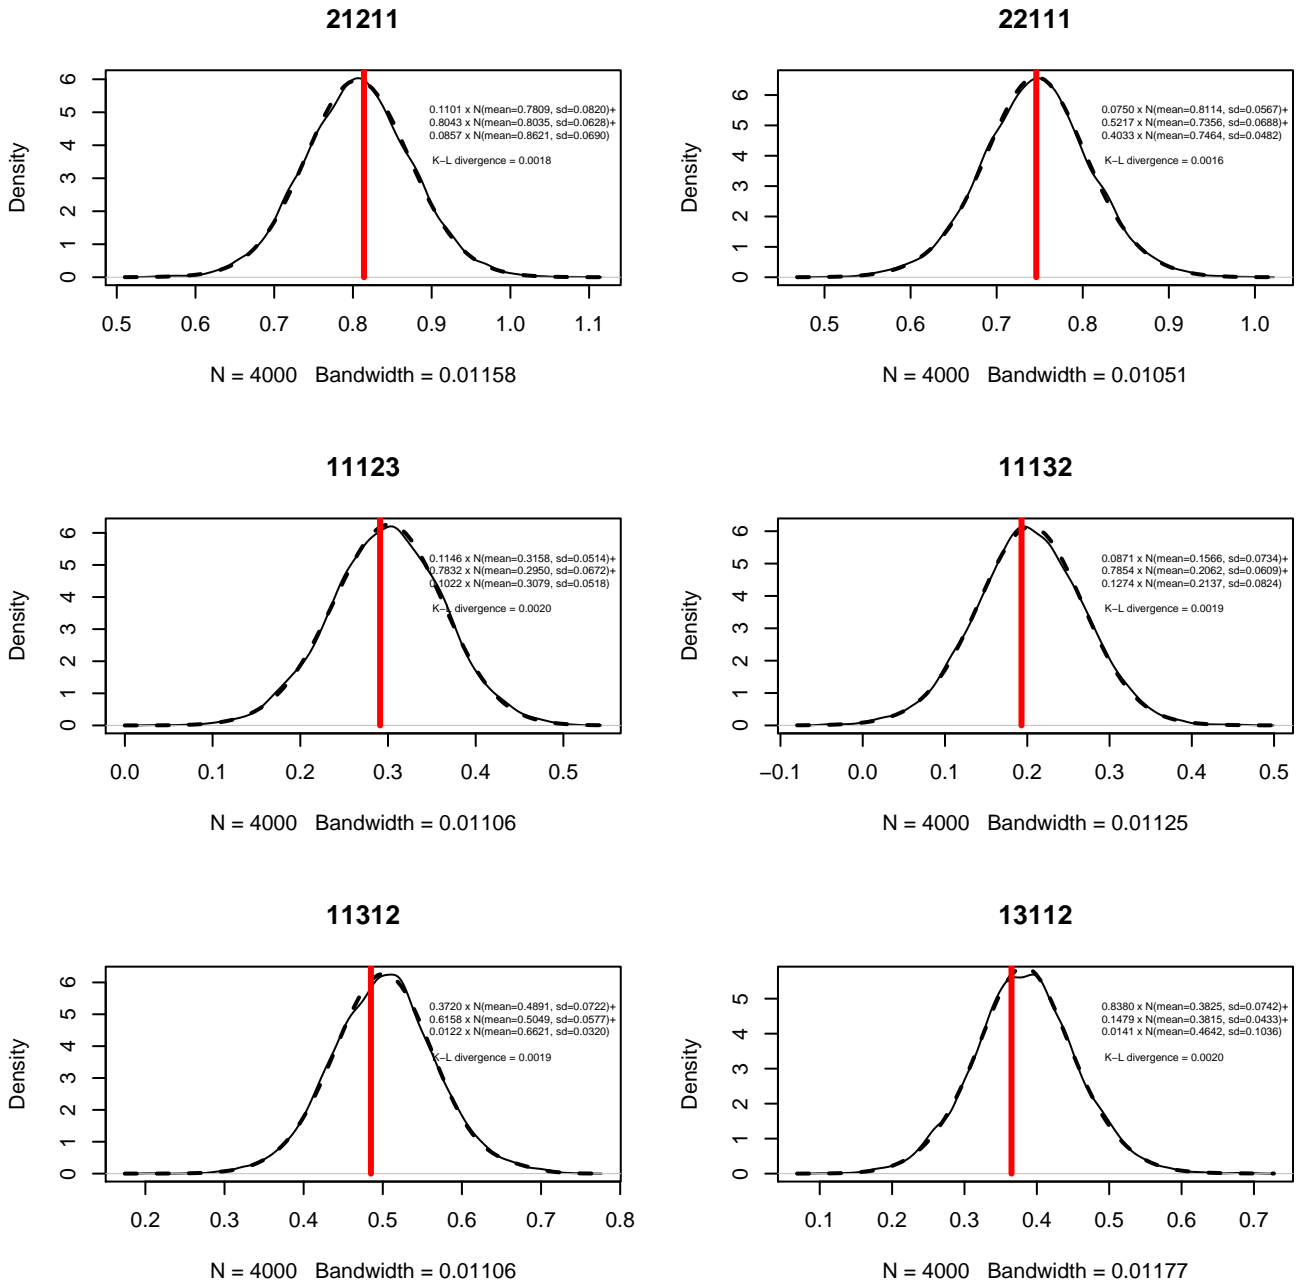 21211
6
5
4
3
2
1
0
Density
0.1101 x N(mean=0.7809, sd=0.0820)+
0.8043 x N(mean=0.8035, sd=0.0628)+
0.0857 x N(mean=0.8621, sd=0.0690)
K−L divergence = 0.0018
0.5 0.6 0.7 0.8 0.9 1.0 1.1
N = 4000 Bandwidth = 0.01158
22111
6
5
4
3
2
1
0
Density
0.0750 x N(mean=0.8114, sd=0.0567)+
0.5217 x N(mean=0.7356, sd=0.0688)+
0.4033 x N(mean=0.7464, sd=0.0482)
K−L divergence = 0.0016
0.5 0.6 0.7 0.8 0.9 1.0
N = 4000 Bandwidth = 0.01051
11123
6
5
4
3
2
1
0
Density
0.1146 x N(mean=0.3158, sd=0.0514)+
0.7832 x N(mean=0.2950, sd=0.0672)+
0.1022 x N(mean=0.3079, sd=0.0518)
K−L divergence = 0.0020
0.0 0.1 0.2 0.3 0.4 0.5
N = 4000 Bandwidth = 0.01106
11132
6
5
4
3
2
1
0
Density
0.0871 x N(mean=0.1566, sd=0.0734)+
0.7854 x N(mean=0.2062, sd=0.0609)+
0.1274 x N(mean=0.2137, sd=0.0824)
K−L divergence = 0.0019
−0.1 0.0 0.1 0.2 0.3 0.4 0.5
N = 4000 Bandwidth = 0.01125
11312
6
5
4
3
2
1
0
Density
0.3720 x N(mean=0.4891, sd=0.0722)+
0.6158 x N(mean=0.5049, sd=0.0577)+
0.0122 x N(mean=0.6621, sd=0.0320)
K−L divergence = 0.0019
0.2 0.3 0.4 0.5 0.6 0.7 0.8
N = 4000 Bandwidth = 0.01106
13112
5
4
3
2
1
0
Density
0.8380 x N(mean=0.3825, sd=0.0742)+
0.1479 x N(mean=0.3815, sd=0.0433)+
0.0141 x N(mean=0.4642, sd=0.1036)
K−L divergence = 0.0020
0.1 0.2 0.3 0.4 0.5 0.6 0.7
N = 4000 Bandwidth = 0.01177